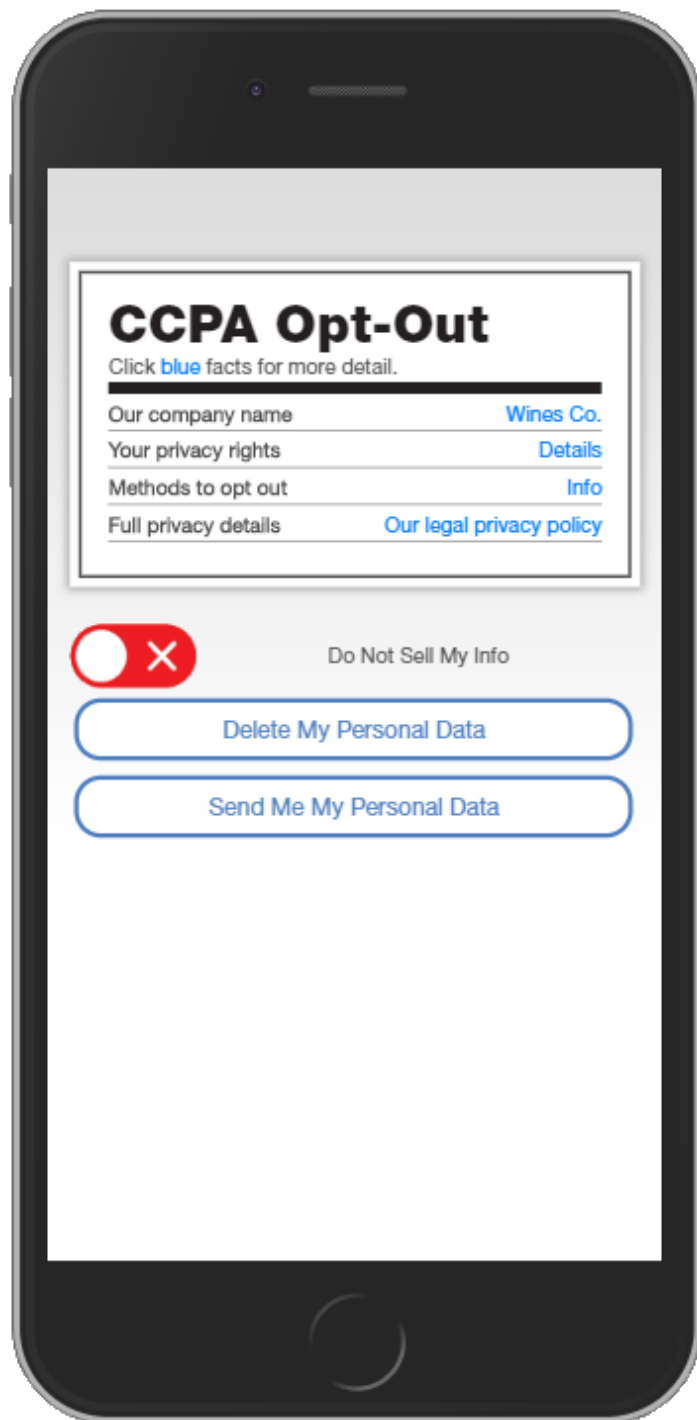 CCPA Opt-Out
Click blue facts for more detail.
Our company name Wines Co.
Your privacy rights Details
Methods to opt out Info
Full privacy details Our legal privacy policy
Do Not Sell My Info
Delete My Personal Data
Send Me My Personal Data